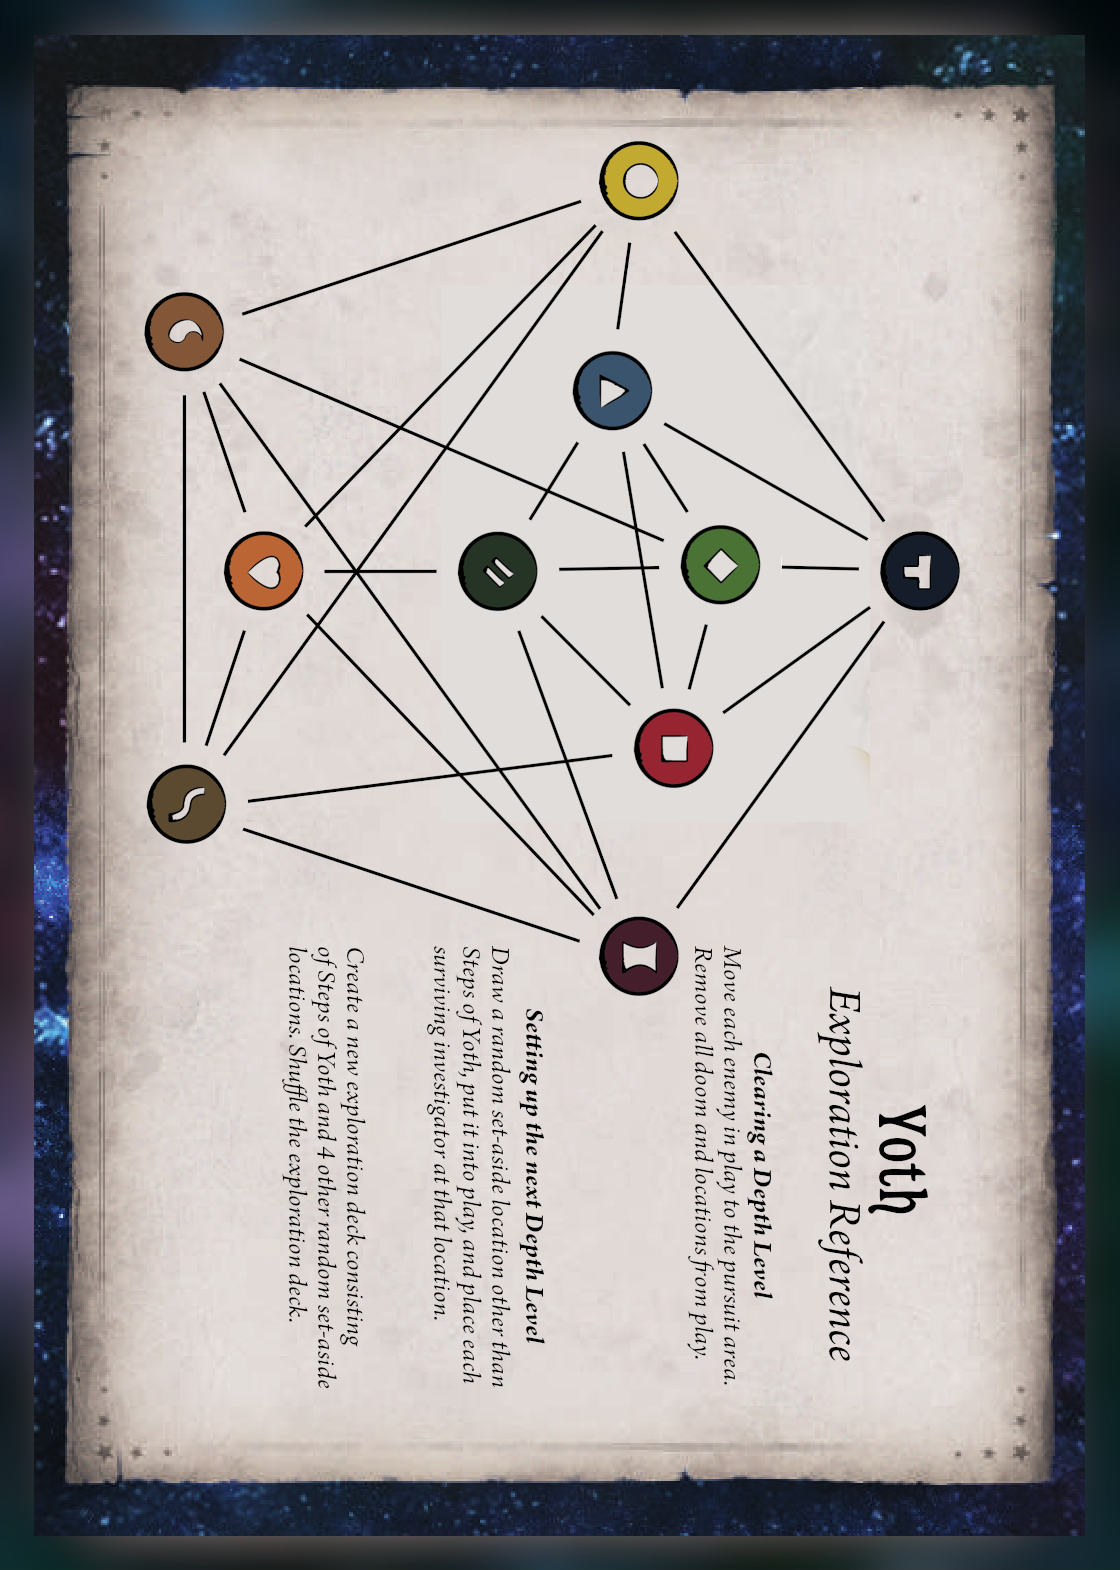 Yoth
Exploration Reference
Clearing a Depth Level
Move each enemy in play to the pursuit area.
Remove all doom and locations from play.
Setting up the next Depth Level
Draw a random set-aside location other than
Steps of Yoth, put it into play, and place each
surviving investigator at that location.
Create a new exploration deck consisting
of Steps of Yoth and 4 other random set-aside
locations. Shuffle the exploration deck.